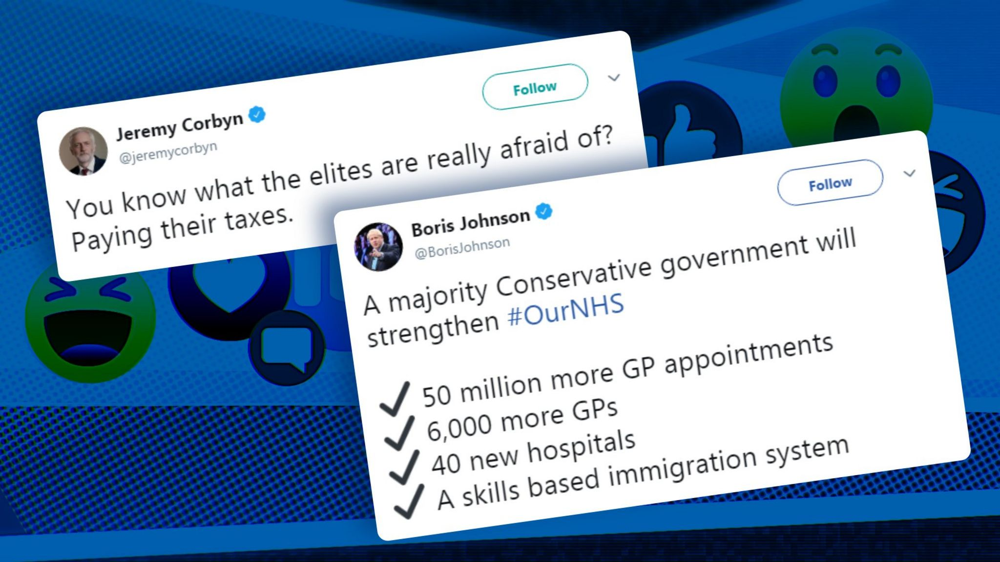 Jeremy Corbyn
@jeremycorbyn
Follow
You know what the elites are really afraid of?
Paying their taxes.
Boris Johnson
@BorisJohnson
Follow
A majority Conservative government will
strengthen #OurNHS
50 million more GP appointments
6,000 more GPs
40 new hospitals
A skills based immigration system